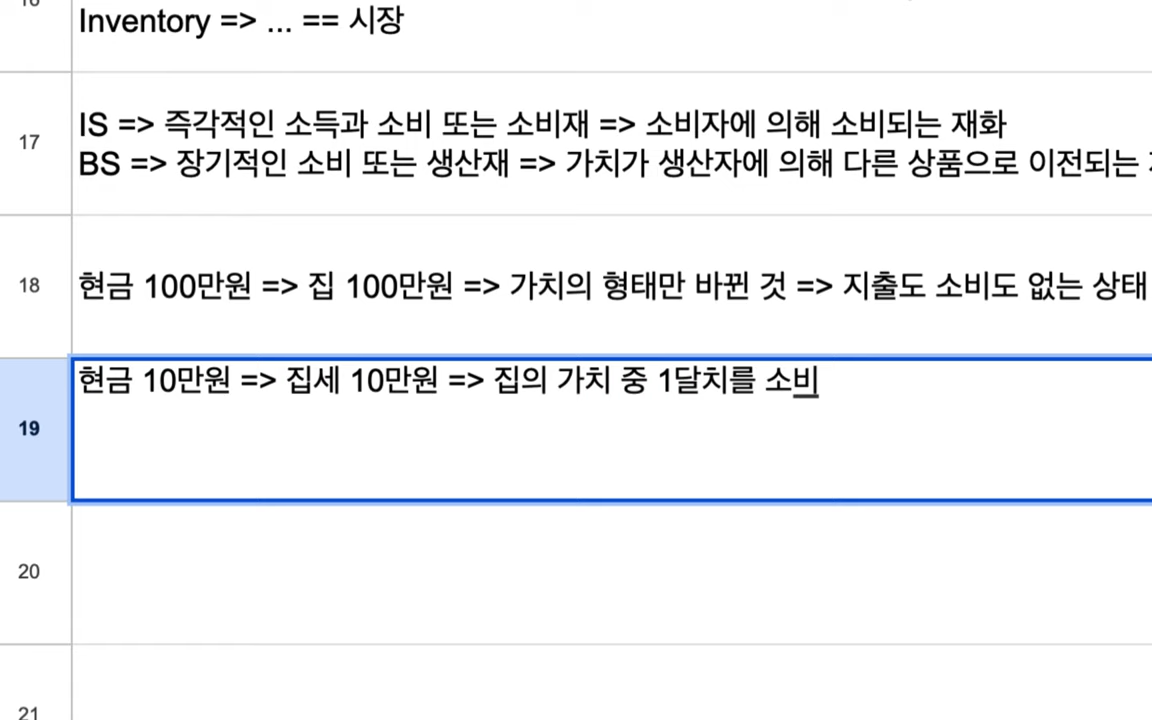 Inventory => ... == 시장
17
IS => 즉각적인 소득과 소비 또는 소비재 => 소비자에 의해 소비되는 재화
BS => 장기적인 소비 또는 생산재 => 가치가 생산자에 의해 다른 상품으로 이전되는
18
현금 100만원 => 집 100만원 => 가치의 형태만 바뀐 것 => 지출도 소비도 없는 상태
현금 10만원 => 집세 10만원 => 집의 가치 중 1달치를 소비
19
20
21